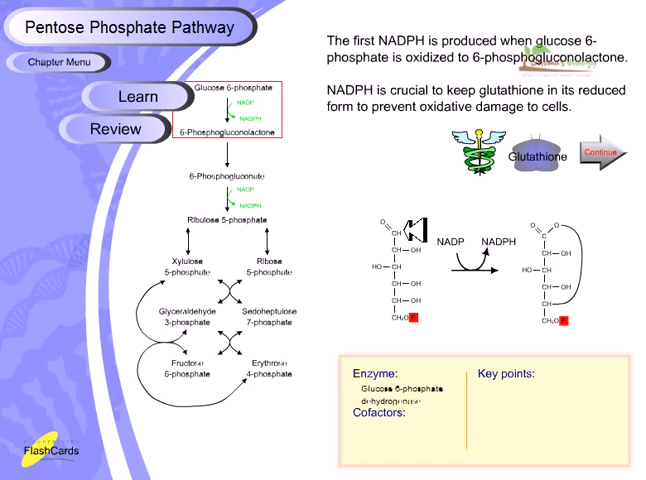 Pentose Phosphate Pathway
Chapter Menu
Learn
Review
The first NADPH is produced when glucose 6-
phosphate is oxidized to 6-phosphogluconolactone.
NADPH is crucial to keep glutathione in its reduced
form to prevent oxidative damage to cells.
Glutathione
Continue
Glucose 6-phosphate
NADP
NADPH
6-Phosphogluconolactone
6-Phosphogluconate
NADP
NADPH
Ribulose 5-phosphate
Xylulose
5-phosphate
Ribose
5-phosphate
Glyceraldehyde
3-phosphate
Sedoheptulose
7-phosphate
Fructose
6-phosphate
Erythrose
4-phosphate
O
CH
CH OH
HO CH
CH OH
CH OH
CH₂O P
NADP
NADPH
O
O
C
CH OH
HO CH
CH OH
CH
CH₂O P
Enzyme:
Glucose 6-phosphate
dehydrogenase
Cofactors:
Key points:
FlashCards